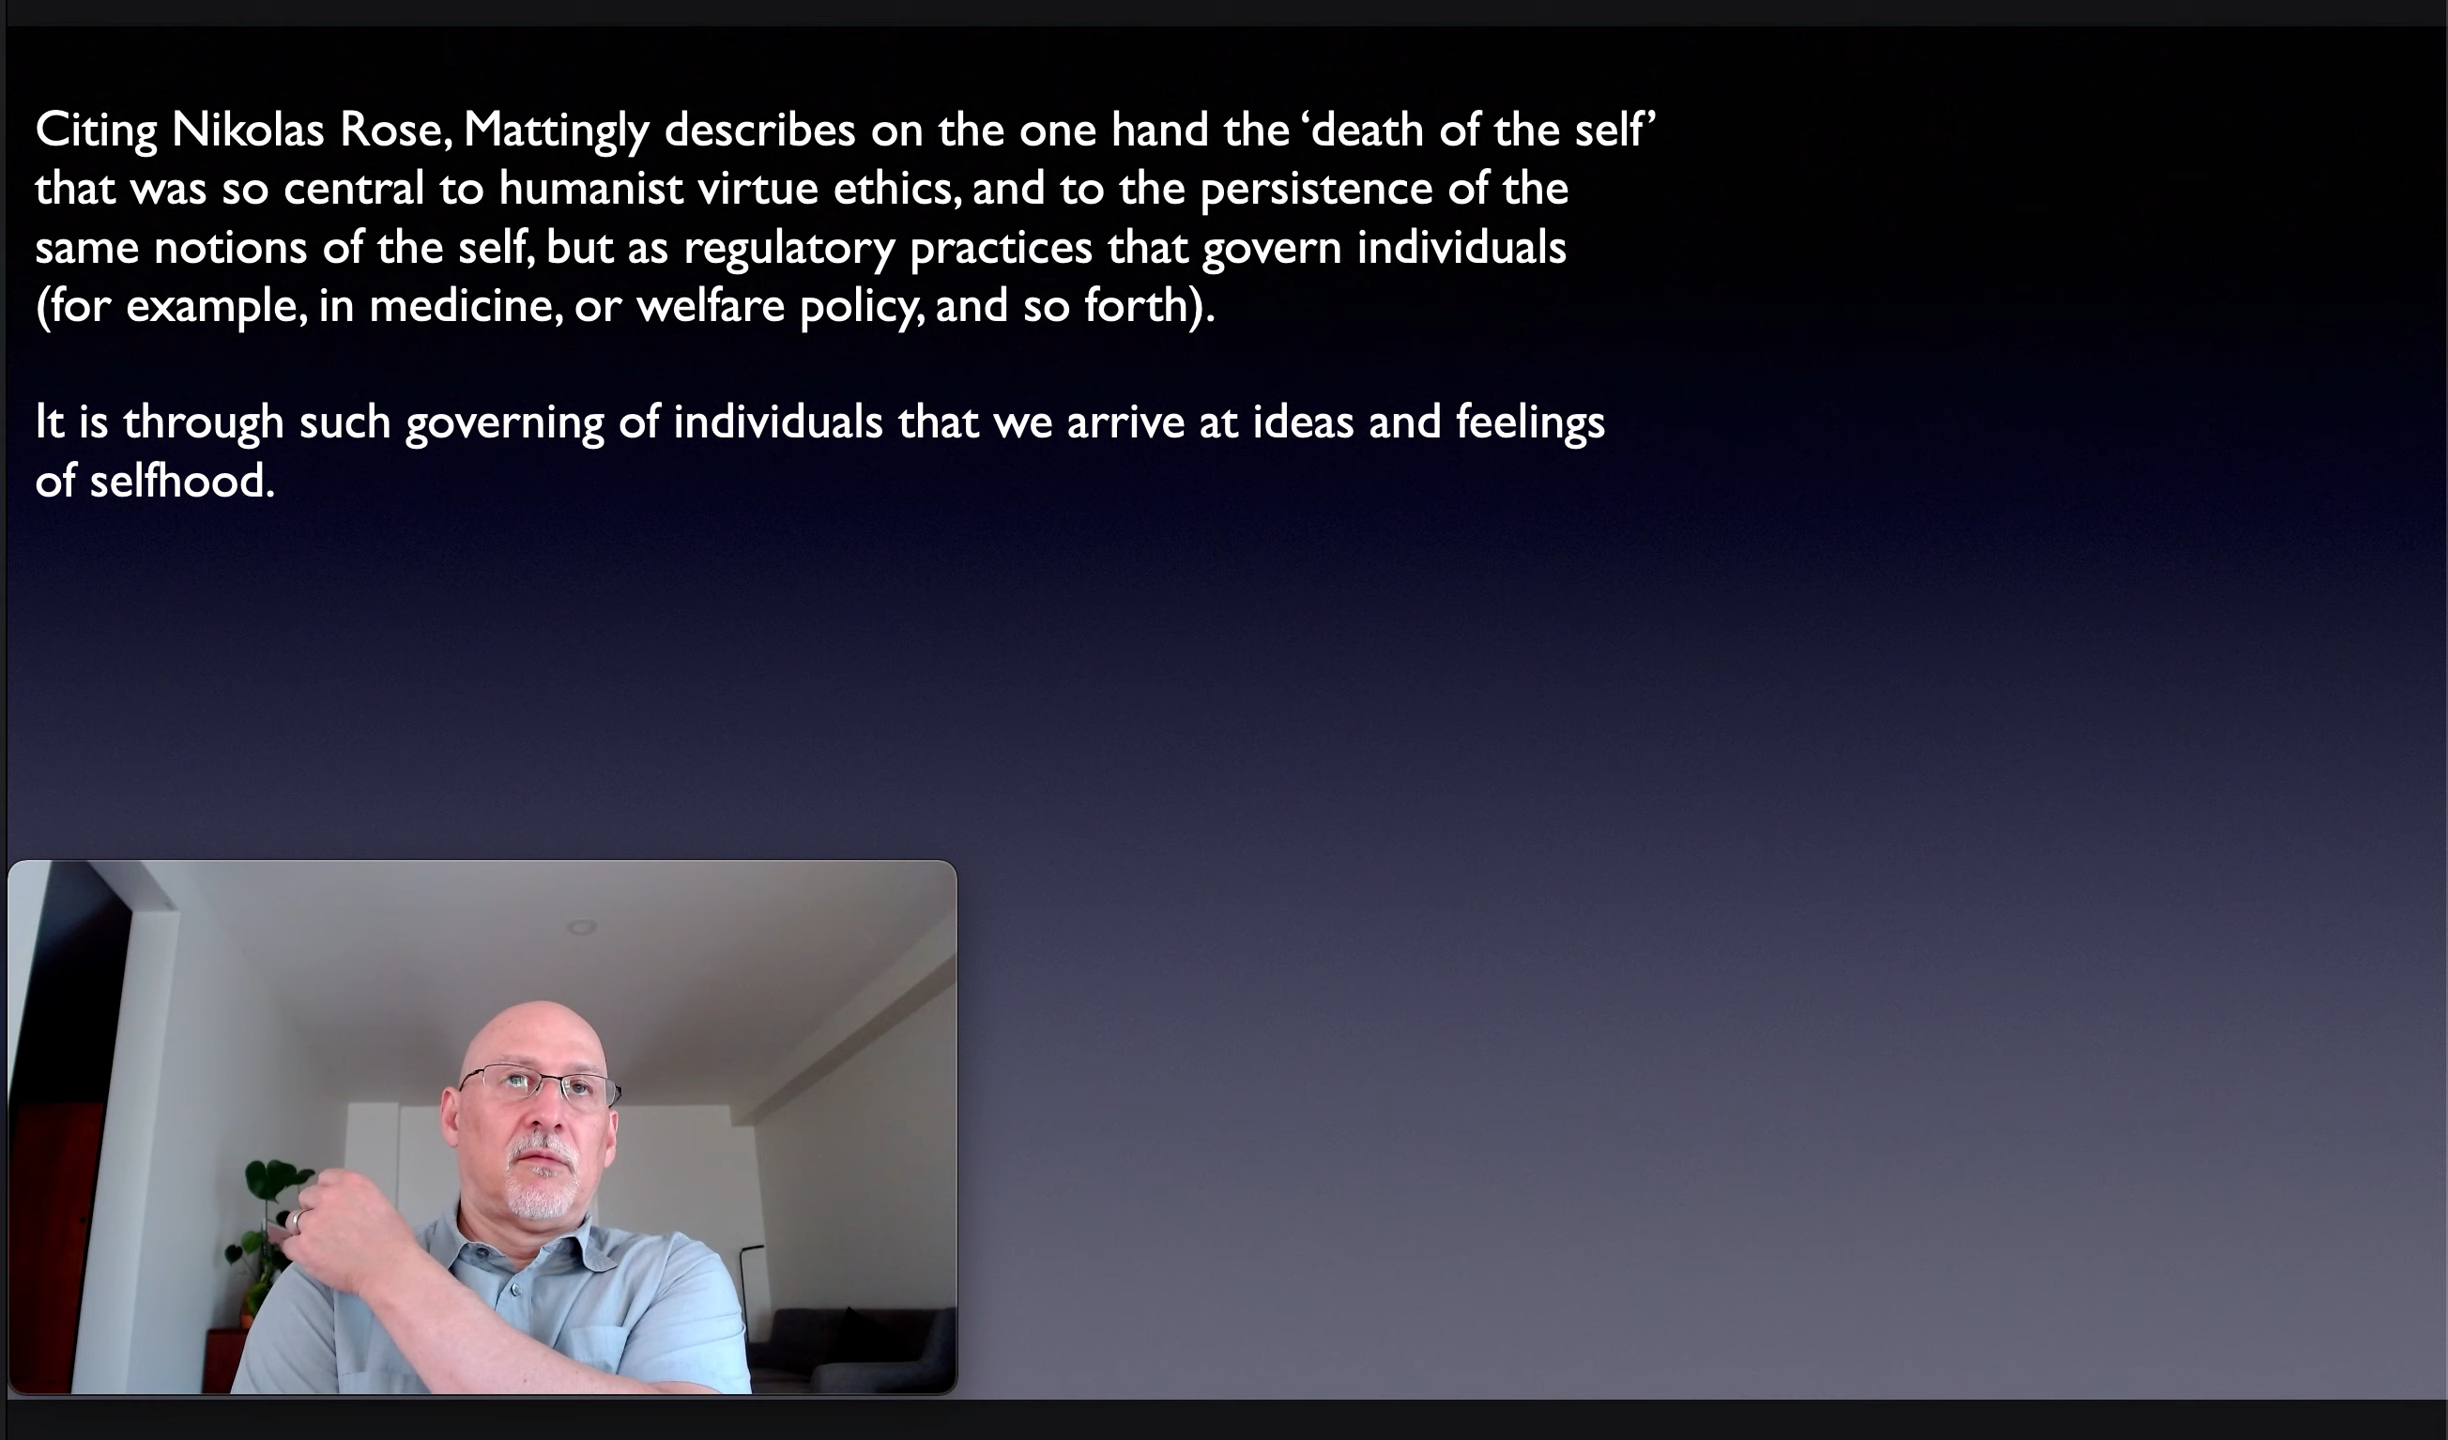 Citing Nikolas Rose, Mattingly describes on the one hand the ‘death of the self’
that was so central to humanist virtue ethics, and to the persistence of the
same notions of the self, but as regulatory practices that govern individuals
(for example, in medicine, or welfare policy, and so forth).
It is through such governing of individuals that we arrive at ideas and feelings
of selfhood.